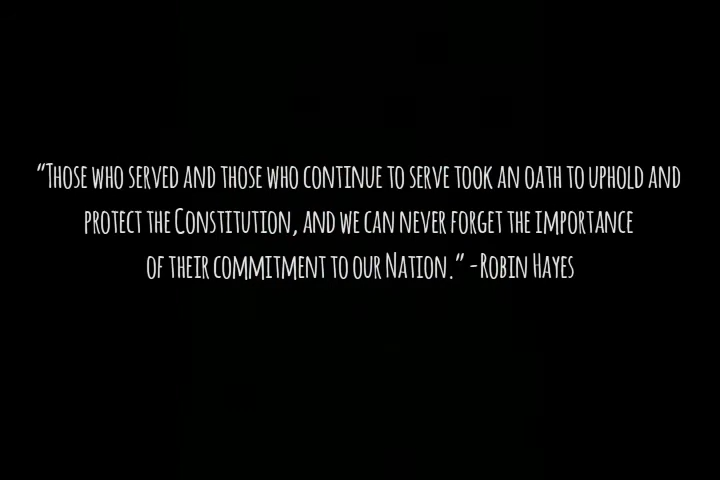 “Those who served and those who continue to serve took an oath to uphold and
protect the Constitution, and we can never forget the importance
of their commitment to our Nation.” -Robin Hayes